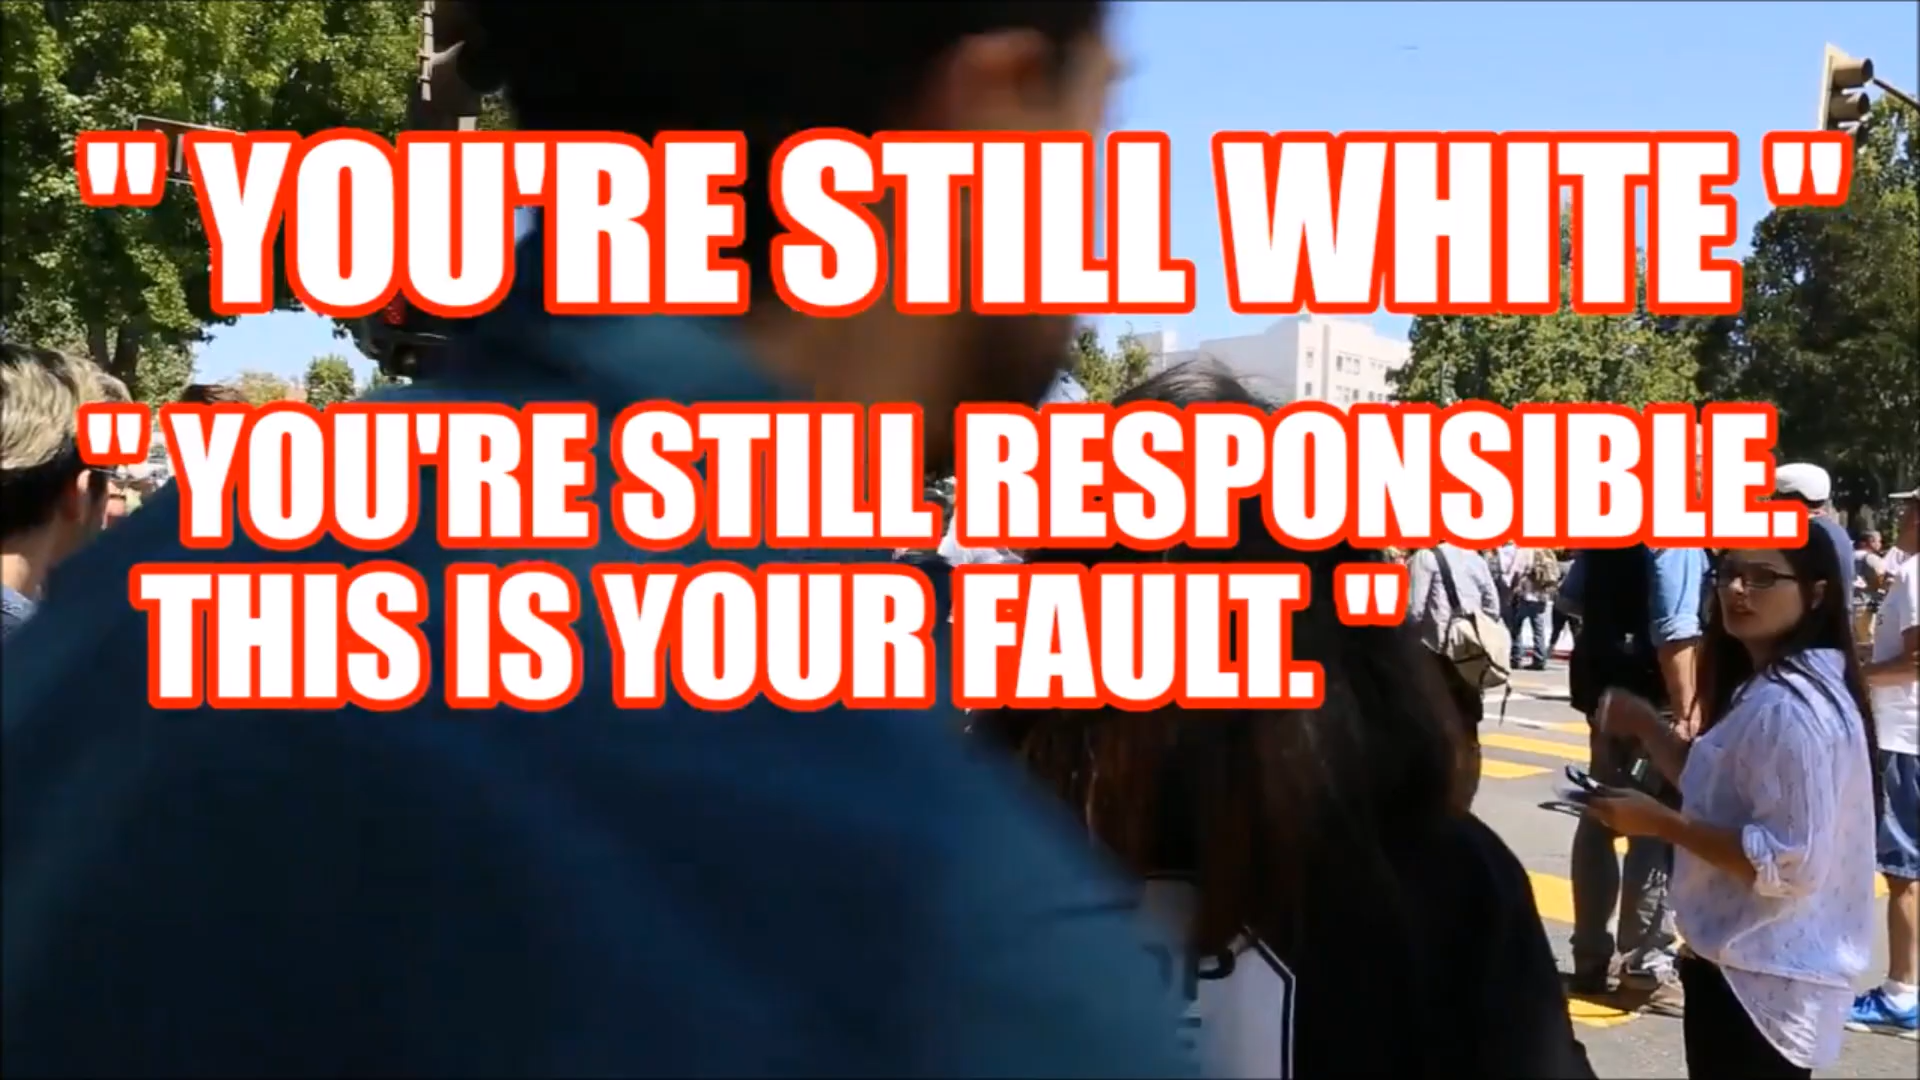 " YOU'RE STILL WHITE "
" YOU'RE STILL RESPONSIBLE.
THIS IS YOUR FAULT. "